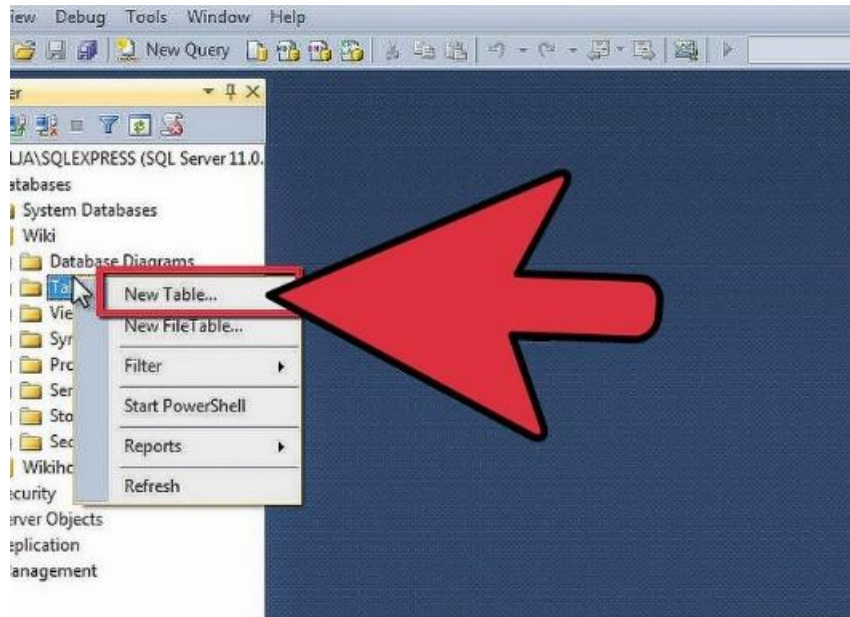 iew Debug Tools Window Help
New Query
er
LJA\SQLEXPRESS (SQL Server 11.0.
atabases
System Databases
Wiki
Database Diagrams
Ta
New Table...
Vie
New FileTable...
Syr
Pro
Filter
Ser
Start PowerShell
Sto
Sec
Reports
Wikiho
Refresh
ecurity
erver Objects
eplication
anagement